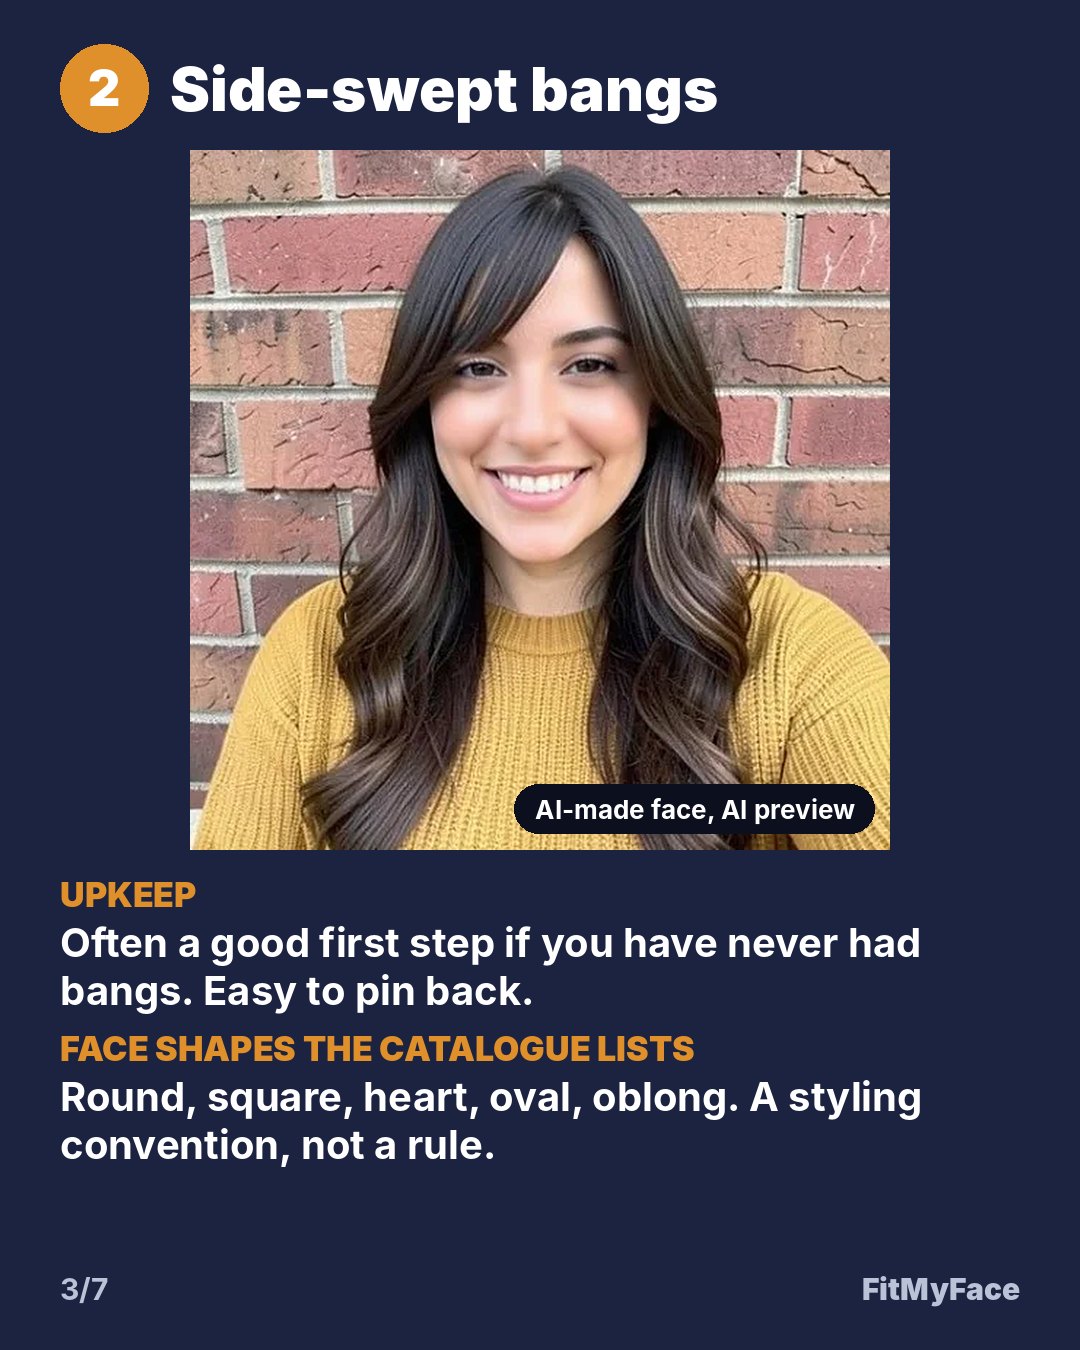 2
Side-swept bangs
AI-made face, AI preview
UPKEEP
Often a good first step if you have never had
bangs. Easy to pin back.
FACE SHAPES THE CATALOGUE LISTS
Round, square, heart, oval, oblong. A styling
convention, not a rule.
3/7
FitMyFace